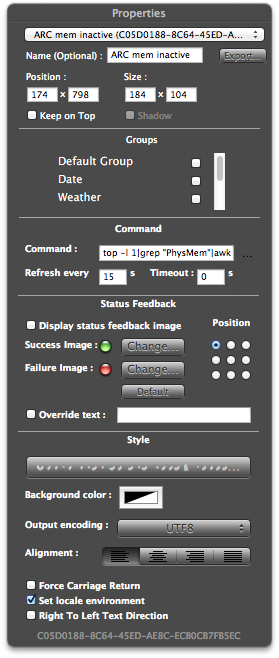 Properties
ARC mem inactive (C05D0188-8C64-45ED-A...
Name (Optional) : ARC mem inactive Export...
Position : Size :
174 x 798 184 x 104
Keep on Top Shadow
Groups
Default Group
Date
Weather
Command
Command : top -l 1|grep "PhysMem"|awk ...
Refresh every 15 s Timeout : 0 s
Status Feedback
Display status feedback image Position
Success Image : Change...
Failure Image : Change...
Default
Override text :
Style
Background color :
Output encoding : UTF8
Alignment :
Force Carriage Return
Set locale environment
Right To Left Text Direction
C05D0188-8C64-45ED-AE8C-ECB0CB7FB5EC